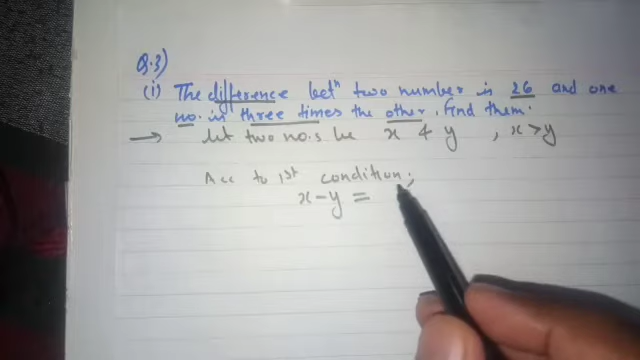 Q.3)
(i) The difference betⁿ two number is 26 and one
no. is three times the other. Find them.
→ let two no.s be x & y , x>y
Acc to 1st condition;
x-y =